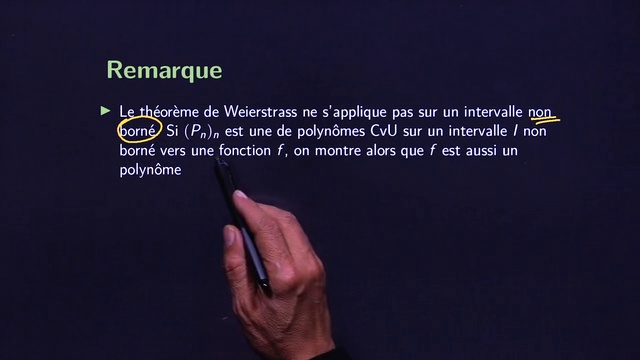 Remarque
Le théorème de Weierstrass ne s'applique pas sur un intervalle non
borné. Si (Pₙ)ₙ est une de polynômes CvU sur un intervalle I non
borné vers une fonction f, on montre alors que f est aussi un
polynôme